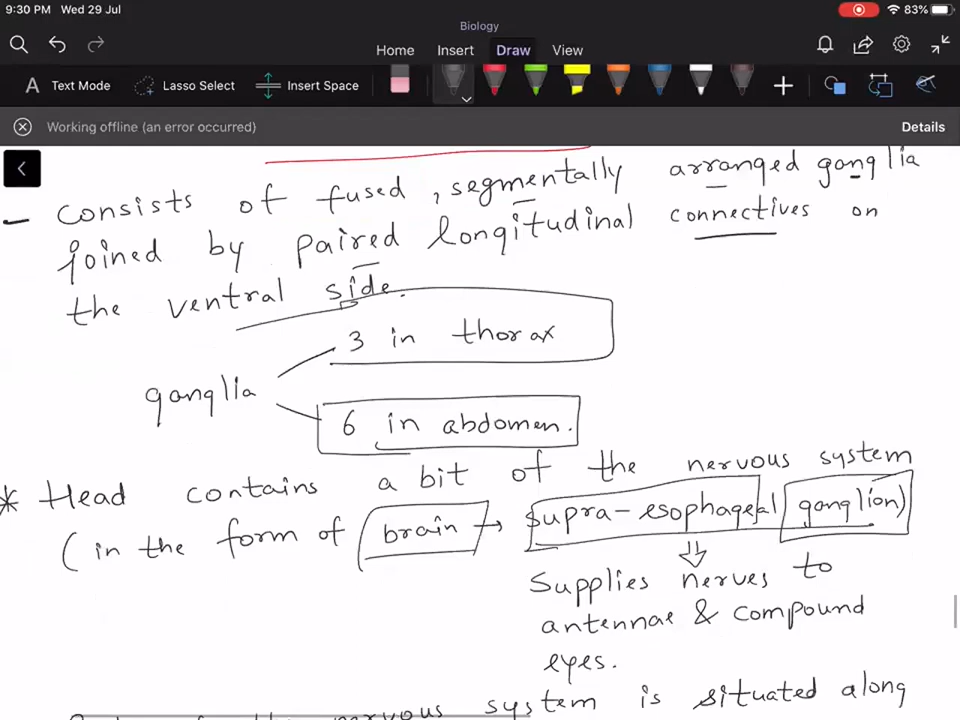 9:30 PM Wed 29 Jul
83%
Biology
Home Insert Draw View
A Text Mode Lasso Select Insert Space
Working offline (an error occurred) Details
- Consists of fused, segmentally arranged ganglia
joined by paired longitudinal connectives on
the ventral side.
3 in thorax
ganglia
6 in abdomen.
* Head contains a bit of the nervous system
(in the form of brain → supra-esophageal ganglion)
⇓
Supplies nerves to
antennae & compound
eyes.
nervous system is situated along